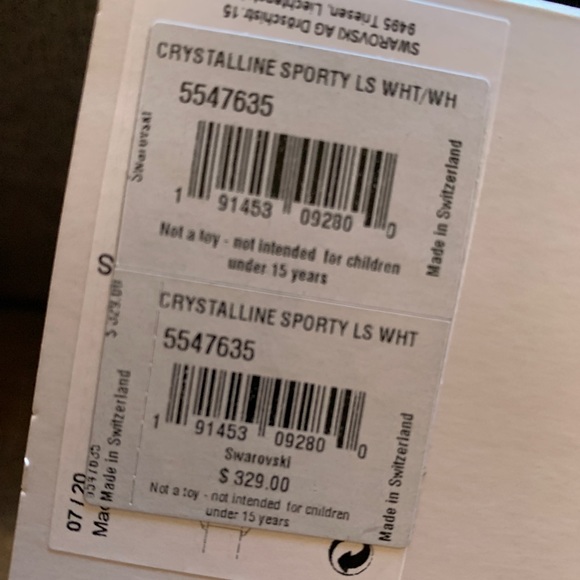 SWAROVSKI AG Dröschistr. 15
9495 Triesen,
CRYSTALLINE SPORTY LS WHT/WH
5547635
Swarovski
Made in Switzerland
1 91453 09280 0
Not a toy - not intended for children
under 15 years
S
$ 329.00
CRYSTALLINE SPORTY LS WHT
5547635
1 91453 09280 0
Swarovski
$ 329.00
Not a toy - not intended for children
under 15 years
Made in Switzerland
Made in Switzerland
5547635
07 / 20